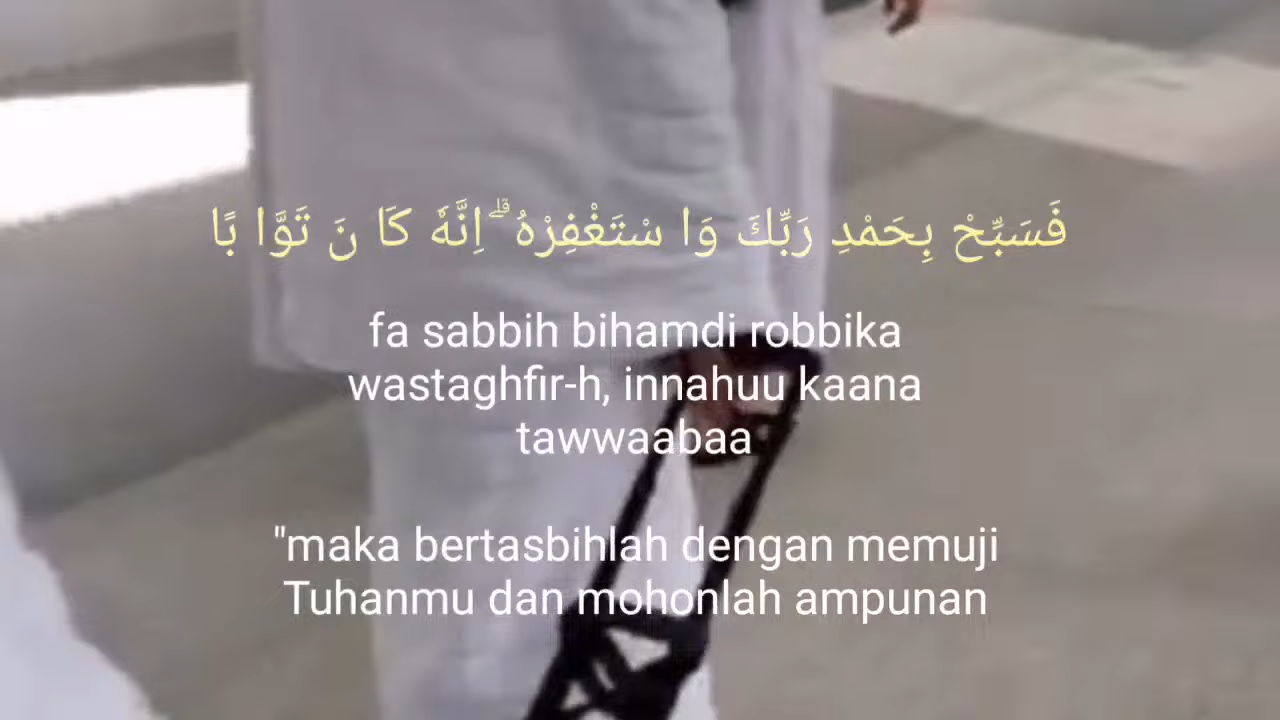 فَسَبِّحْ بِحَمْدِ رَبِّكَ وَا سْتَغْفِرْهُ ۗ اِنَّهٗ كَا نَ تَوَّا بًا
fa sabbih bihamdi robbika
wastaghfir-h, innahuu kaana
tawwaabaa
"maka bertasbihlah dengan memuji
Tuhanmu dan mohonlah ampunan